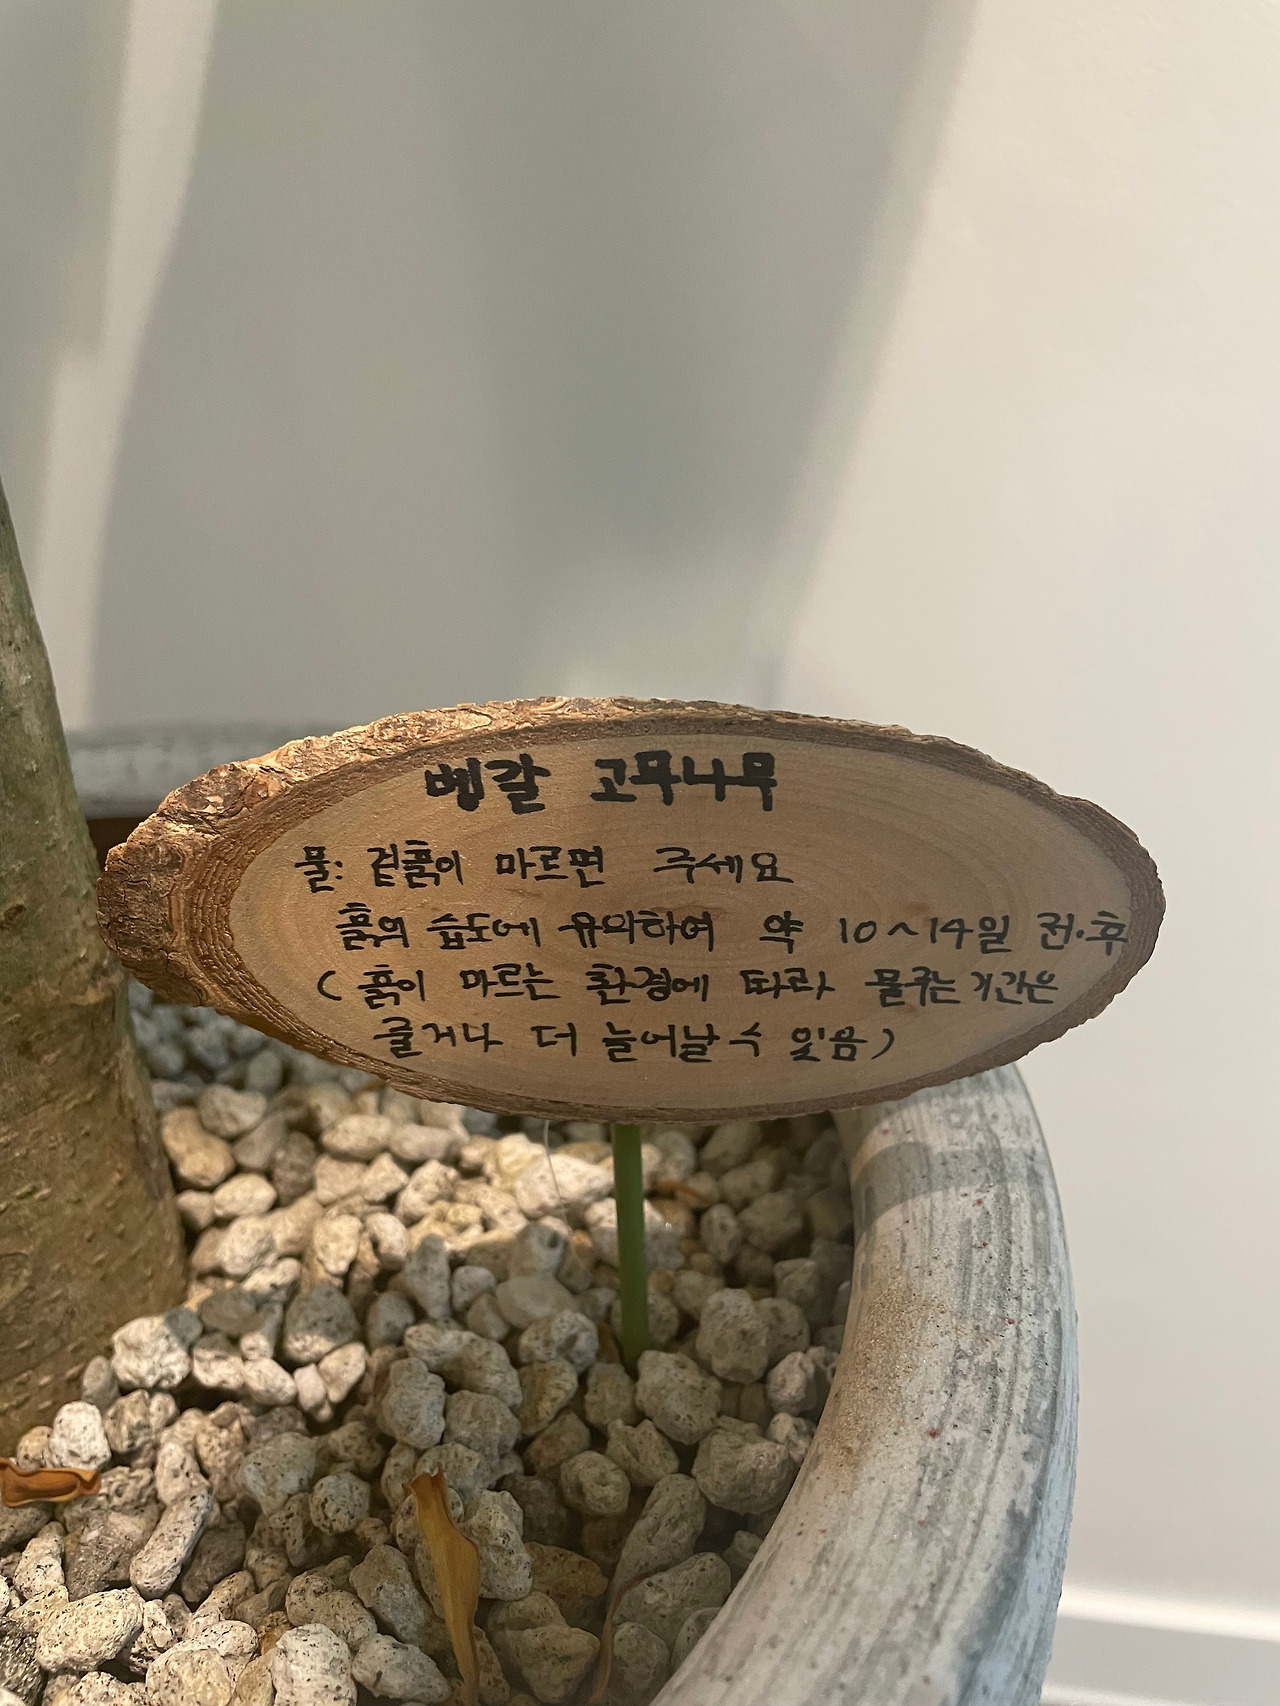 벵갈 고무나무
물: 겉흙이 마르면 주세요
흙의 습도에 유의하여 약 10~14일 전·후
( 흙이 마르는 환경에 따라 물주는 기간은
줄거나 더 늘어날 수 있음)